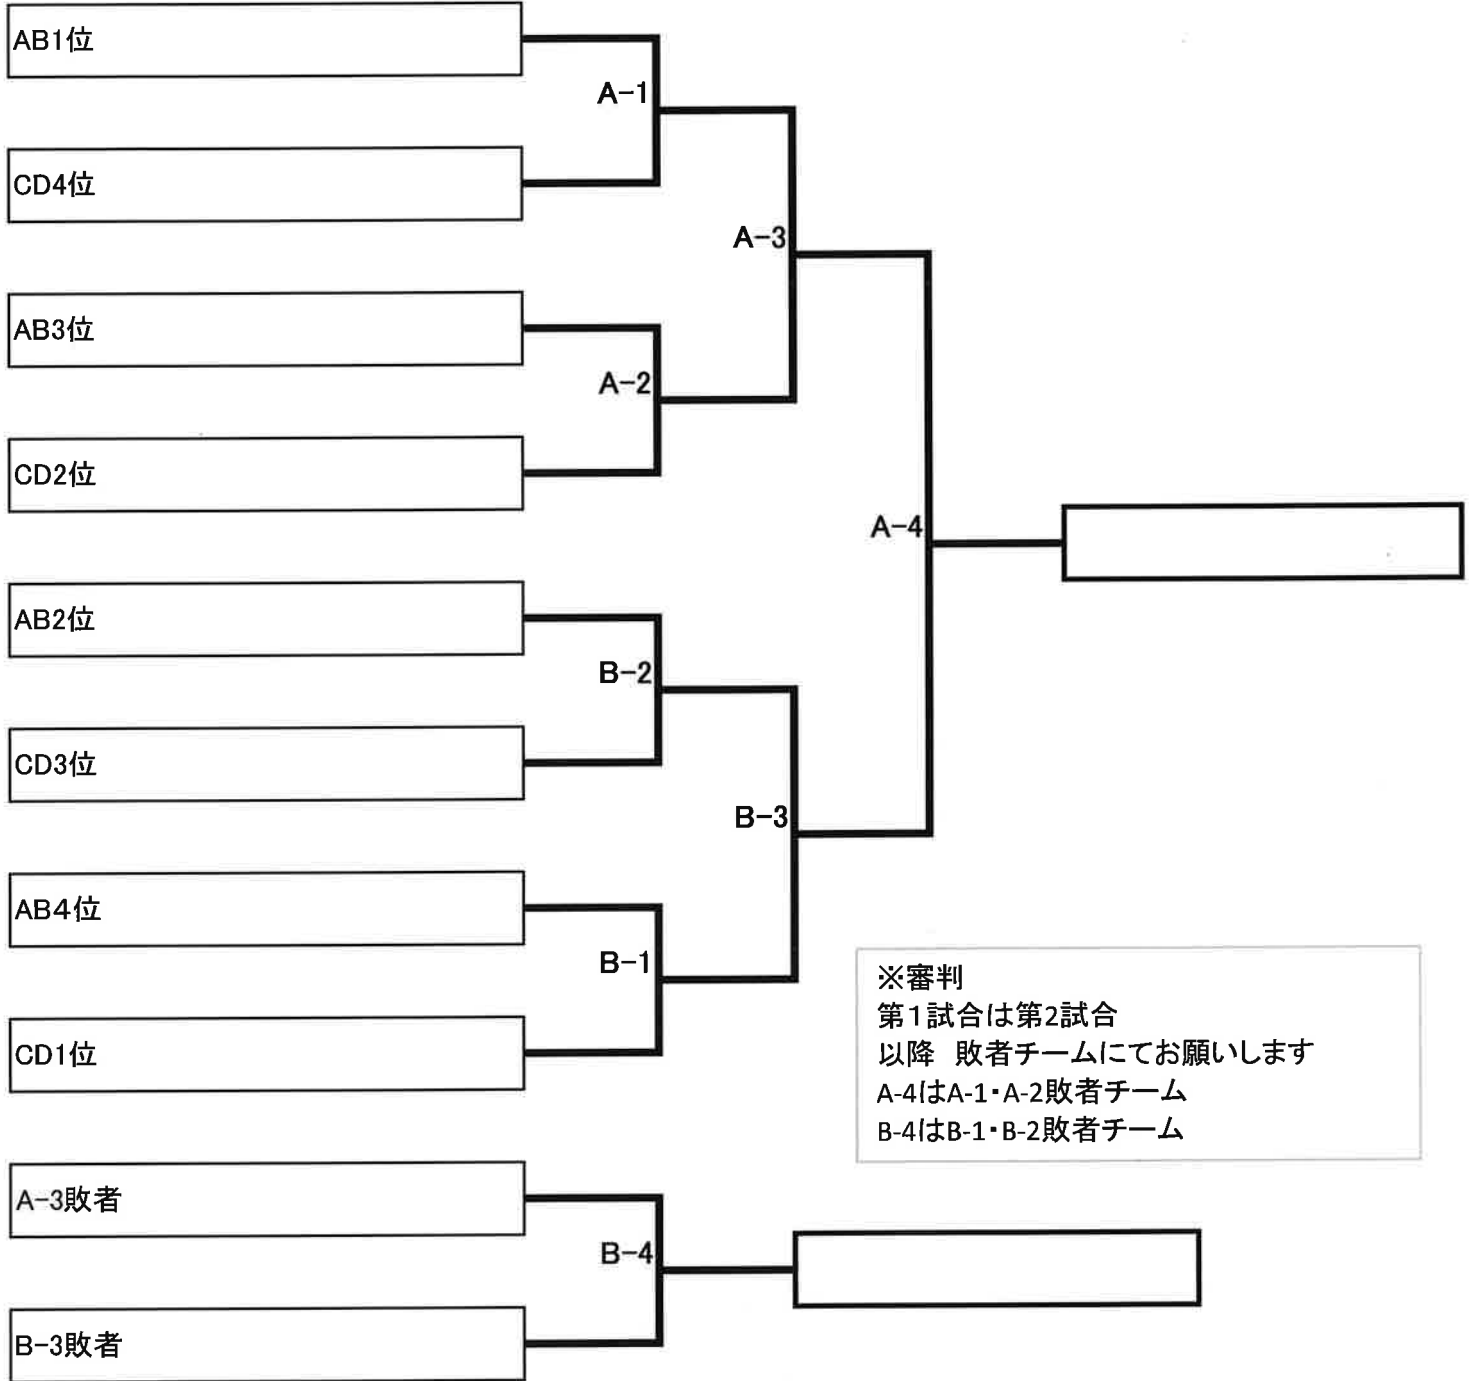 AB1位
A-1
CD4位
A-3
AB3位
A-2
CD2位
A-4
AB2位
B-2
CD3位
B-3
AB4位
B-1
CD1位
※審判
第1試合は第2試合
以降　敗者チームにてお願いします
A-4はA-1・A-2敗者チーム
B-4はB-1・B-2敗者チーム
A-3敗者
B-4
B-3敗者